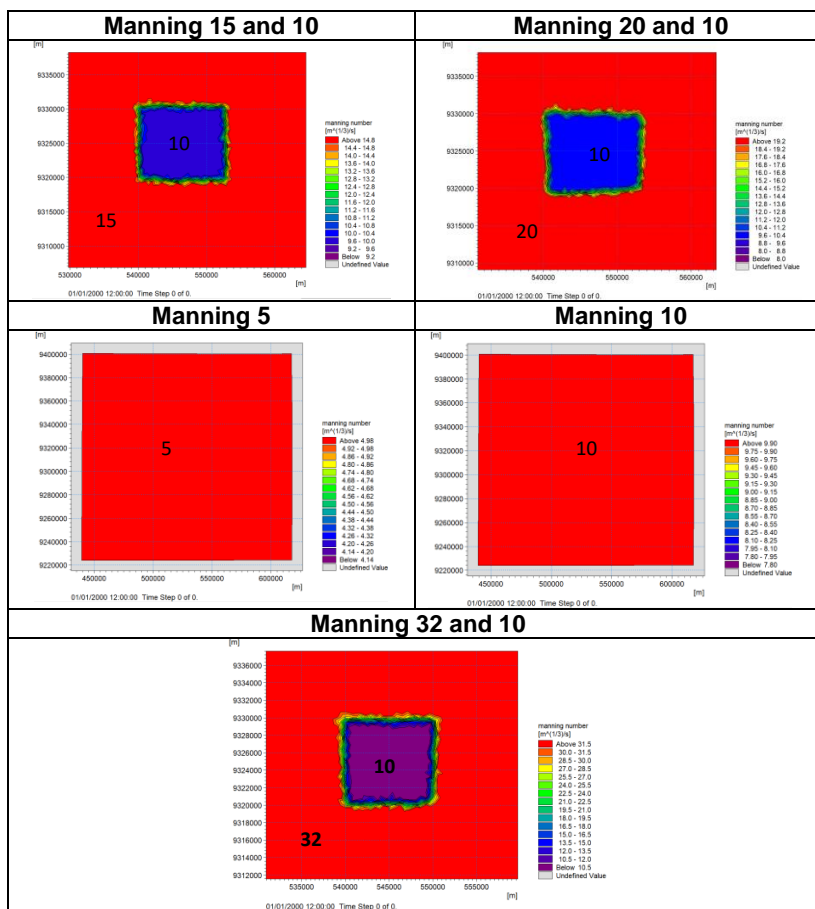 Manning 15 and 10
[m]
9335000
9330000
9325000
9320000
9315000
9310000
530000 540000 550000 560000
[m]
10
15
manning number
[m^(1/3)/s]
Above 14.8
14.4 - 14.8
14.0 - 14.4
13.6 - 14.0
13.2 - 13.6
12.8 - 13.2
12.4 - 12.8
12.0 - 12.4
11.6 - 12.0
11.2 - 11.6
10.8 - 11.2
10.4 - 10.8
10.0 - 10.4
9.6 - 10.0
9.2 - 9.6
Below 9.2
Undefined Value
01/01/2000 12:00:00 Time Step 0 of 0.
Manning 20 and 10
[m]
9335000
9330000
9325000
9320000
9315000
9310000
540000 550000 560000
[m]
10
20
manning number
[m^(1/3)/s]
Above 19.2
18.4 - 19.2
17.6 - 18.4
16.8 - 17.6
16.0 - 16.8
15.2 - 16.0
14.4 - 15.2
13.6 - 14.4
12.8 - 13.6
12.0 - 12.8
11.2 - 12.0
10.4 - 11.2
9.6 - 10.4
8.8 - 9.6
8.0 - 8.8
Below 8.0
Undefined Value
01/01/2000 12:00:00 Time Step 0 of 0.
Manning 5
[m]
9400000
9380000
9360000
9340000
9320000
9300000
9280000
9260000
9240000
9220000
450000 500000 550000 600000
[m]
5
manning number
[m^(1/3)/s]
Above 4.98
4.92 - 4.98
4.86 - 4.92
4.80 - 4.86
4.74 - 4.80
4.68 - 4.74
4.62 - 4.68
4.56 - 4.62
4.50 - 4.56
4.44 - 4.50
4.38 - 4.44
4.32 - 4.38
4.26 - 4.32
4.20 - 4.26
4.14 - 4.20
Below 4.14
Undefined Value
01/01/2000 12:00:00 Time Step 0 of 0.
Manning 10
[m]
9400000
9380000
9360000
9340000
9320000
9300000
9280000
9260000
9240000
9220000
450000 500000 550000 600000
[m]
10
manning number
[m^(1/3)/s]
Above 9.90
9.75 - 9.90
9.60 - 9.75
9.45 - 9.60
9.30 - 9.45
9.15 - 9.30
9.00 - 9.15
8.85 - 9.00
8.70 - 8.85
8.55 - 8.70
8.40 - 8.55
8.25 - 8.40
8.10 - 8.25
7.95 - 8.10
7.80 - 7.95
Below 7.80
Undefined Value
01/01/2000 12:00:00 Time Step 0 of 0.
Manning 32 and 10
[m]
9336000
9334000
9332000
9330000
9328000
9326000
9324000
9322000
9320000
9318000
9316000
9314000
9312000
535000 540000 545000 550000 555000
[m]
10
32
manning number
[m^(1/3)/s]
Above 31.5
30.0 - 31.5
28.5 - 30.0
27.0 - 28.5
25.5 - 27.0
24.0 - 25.5
22.5 - 24.0
21.0 - 22.5
19.5 - 21.0
18.0 - 19.5
16.5 - 18.0
15.0 - 16.5
13.5 - 15.0
12.0 - 13.5
10.5 - 12.0
Below 10.5
Undefined Value
01/01/2000 12:00:00 Time Step 0 of 0.